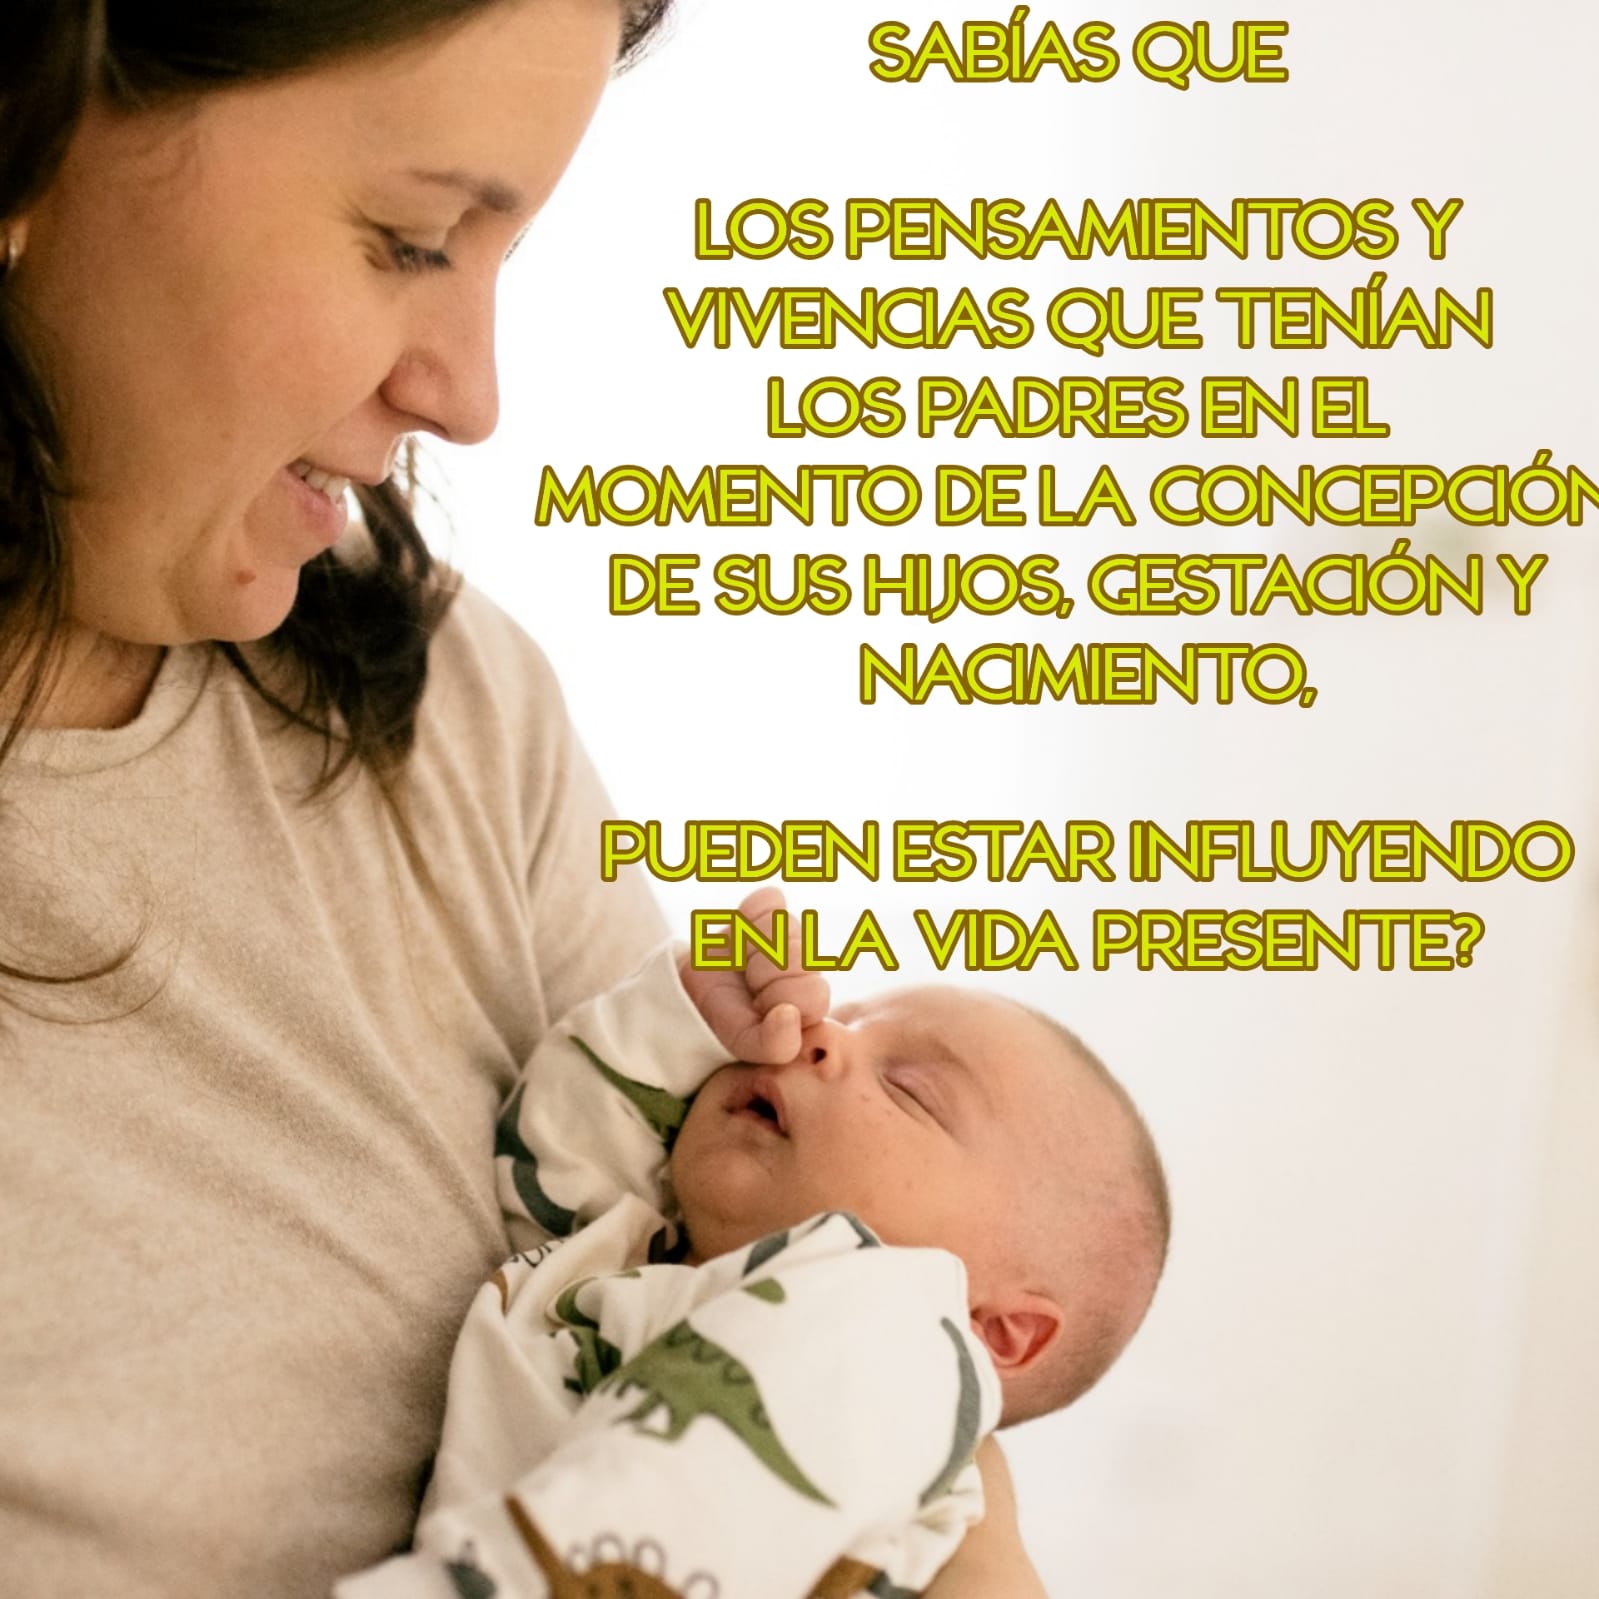 SABÍAS QUE
LOS PENSAMIENTOS Y
VIVENCIAS QUE TENÍAN
LOS PADRES EN EL
MOMENTO DE LA CONCEPCIÓN
DE SUS HIJOS, GESTACIÓN Y
NACIMIENTO,
PUEDEN ESTAR INFLUYENDO
EN LA VIDA PRESENTE?